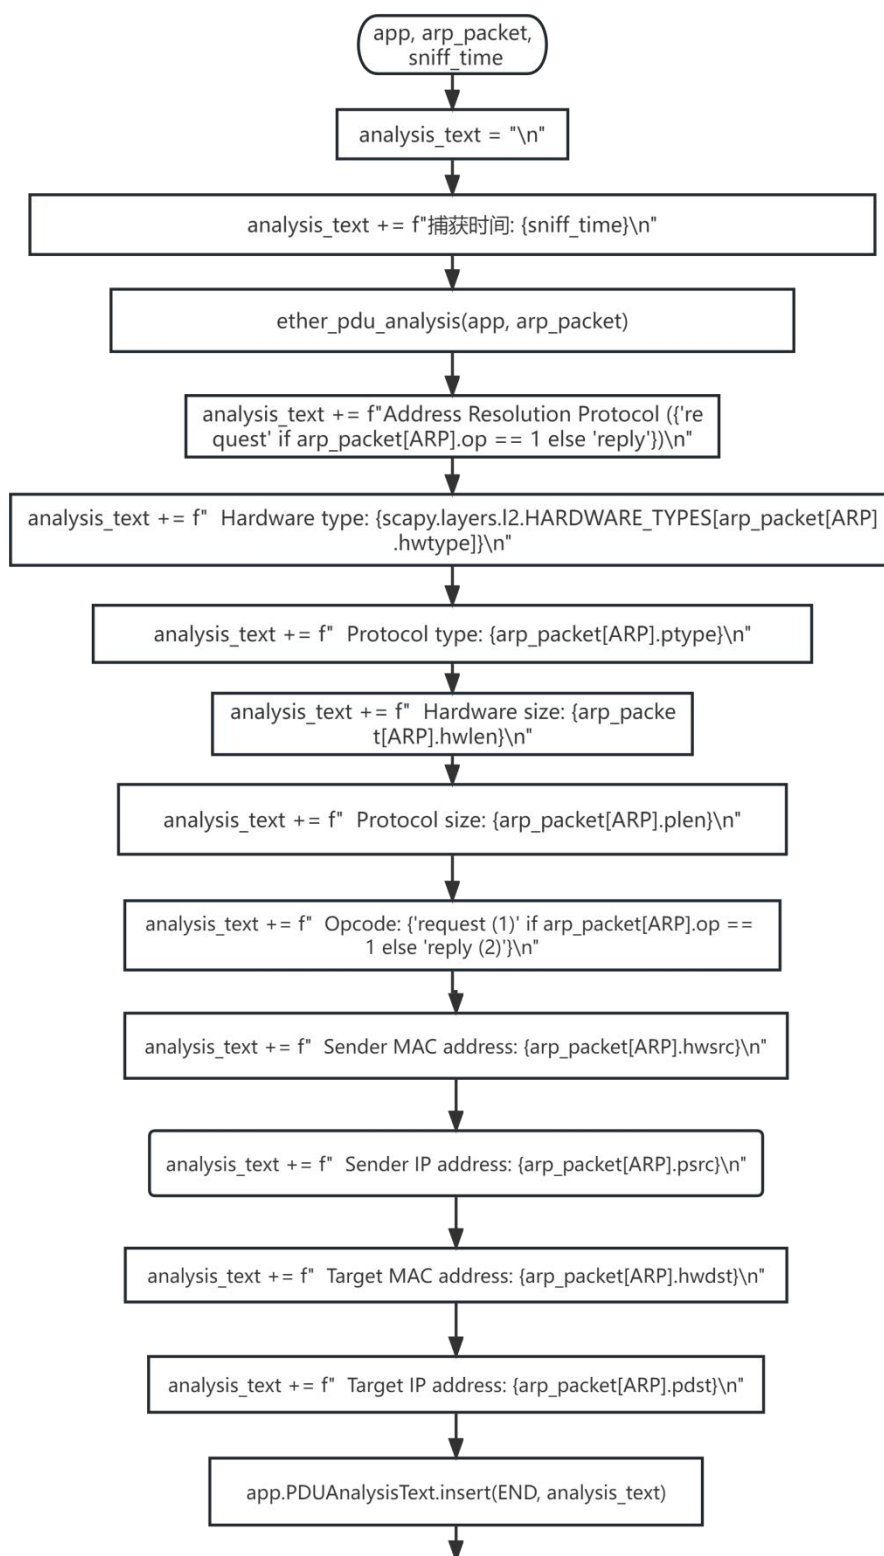 app, arp_packet,
sniff_time
analysis_text = "\n"
analysis_text += f"捕获时间: {sniff_time}\n"
ether_pdu_analysis(app, arp_packet)
analysis_text += f"Address Resolution Protocol ({'re
quest' if arp_packet[ARP].op == 1 else 'reply'})\n"
analysis_text += f"  Hardware type: {scapy.layers.l2.HARDWARE_TYPES[arp_packet[ARP]
.hwtype]}\n"
analysis_text += f"  Protocol type: {arp_packet[ARP].ptype}\n"
analysis_text += f"  Hardware size: {arp_packe
t[ARP].hwlen}\n"
analysis_text += f"  Protocol size: {arp_packet[ARP].plen}\n"
analysis_text += f"  Opcode: {'request (1)' if arp_packet[ARP].op ==
1 else 'reply (2)'}\n"
analysis_text += f"  Sender MAC address: {arp_packet[ARP].hwsrc}\n"
analysis_text += f"  Sender IP address: {arp_packet[ARP].psrc}\n"
analysis_text += f"  Target MAC address: {arp_packet[ARP].hwdst}\n"
analysis_text += f"  Target IP address: {arp_packet[ARP].pdst}\n"
app.PDUAnalysisText.insert(END, analysis_text)